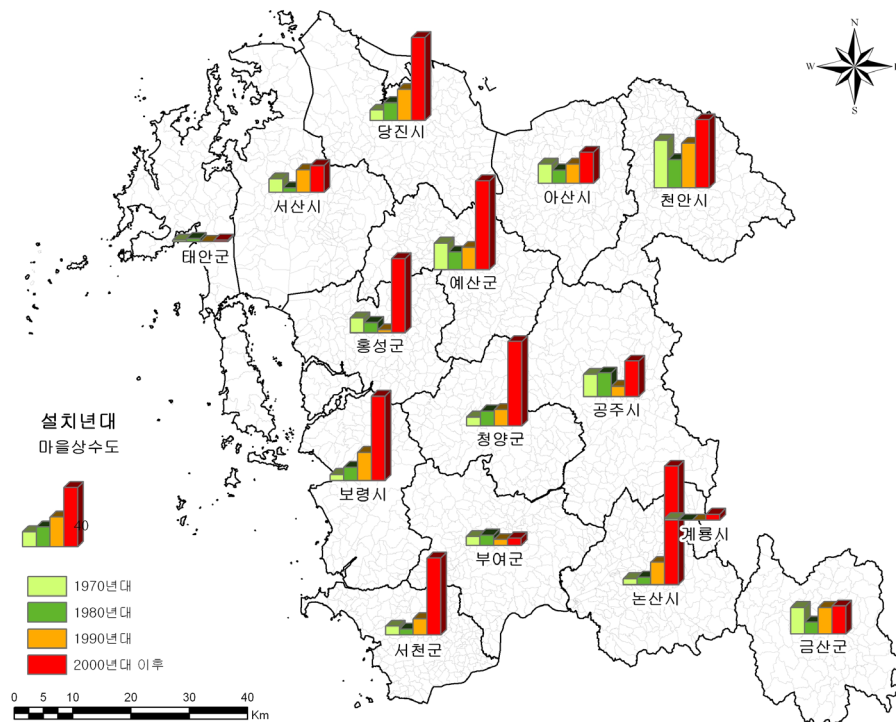 N
W
E
S
당진시
서산시
아산시
천안시
태안군
예산군
홍성군
공주시
청양군
보령시
계룡시
부여군
논산시
서천군
금산군
설치년대
마을상수도
40
1970년대
1980년대
1990년대
2000년대 이후
0 5 10 20 30 40
Km